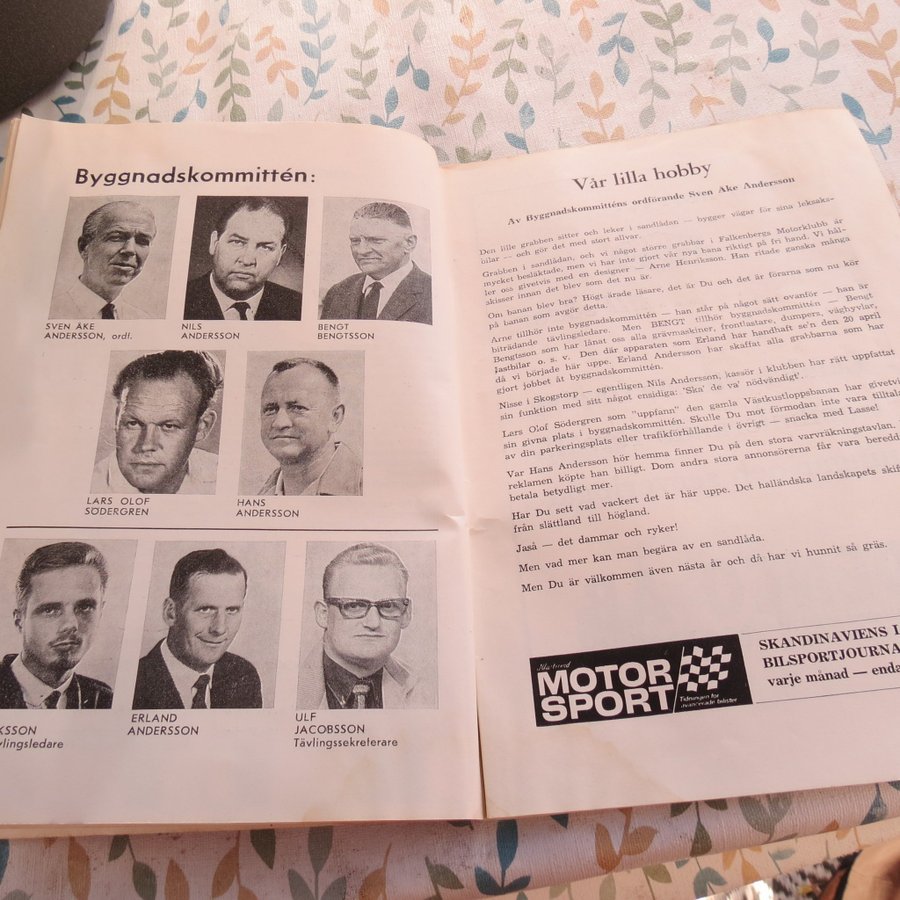 Byggnadskommittén:
SVEN ÅKE
ANDERSSON, ordf.
NILS
ANDERSSON
BENGT
BENGTSSON
LARS OLOF
SÖDERGREN
HANS
ANDERSSON
KSSON
vlingsledare
ERLAND
ANDERSSON
ULF
JACOBSSON
Tävlingssekreterare
Vår lilla hobby
Av Byggnadskommitténs ordförande Sven Åke Andersson
Den lille grabben sitter och leker i sandlådan — bygger vägar för sina leksaks-
bilar — och gör det med stort allvar.
Grabben i sandlådan, och vi något större grabbar i Falkenbergs Motorklubb är
mycket besläktade, men vi har inte gjort vår nya bana riktigt på fri hand. Vi hål-
ler oss givetvis med en designer — Arne Henriksson. Han ritade ganska många
skisser innan det blev som det nu är.
Om banan blev bra? Högt ärade läsare, det är Du och det är förarna som nu kör
på banan som avgör detta.
Arne tillhör inte byggnadskommittén — han står på något sätt ovanför — han är
biträdande tävlingsledare. Men BENGT tillhör byggnadskommittén — Bengt
Bengtsson som har lånat oss alla grävmaskiner, frontlastare, dumpers, väghyvlar,
lastbilar o. s. v. Den där apparaten som Erland har handhaft se'n den 20 april
då vi började här uppe. Erland Andersson har skaffat alla grabbarna som har
gjort jobbet åt byggnadskommittén.
Nisse i Skogstorp — egentligen Nils Andersson, kassör i klubben har rätt uppfattat
sin funktion med sitt något ensidiga: 'Ska' de va' nödvändigt'.
Lars Olof Södergren som "uppfann" den gamla Västkustloppsbanan har givetvi
sin givna plats i byggnadskommittén. Skulle Du mot förmodan inte vara tilltala
av din parkeringsplats eller trafikförhållande i övrigt — snacka med Lasse!
Var Hans Andersson hör hemma finner Du på den stora varvräkningstavlan.
reklamen köpte han billigt. Dom andra stora annonsörerna får vara beredd
betala betydligt mer.
Har Du sett vad vackert det är här uppe. Det halländska landskapets skif
från slättland till högland.
Jaså — det dammar och ryker!
Men vad mer kan man begära av en sandlåda.
Men Du är välkommen även nästa år och då har vi hunnit så gräs.
Illustrerad
MOTOR
SPORT
Tidningen för
avancerade bilister
SKANDINAVIENS
BILSPORTJOURNA
varje månad — enda